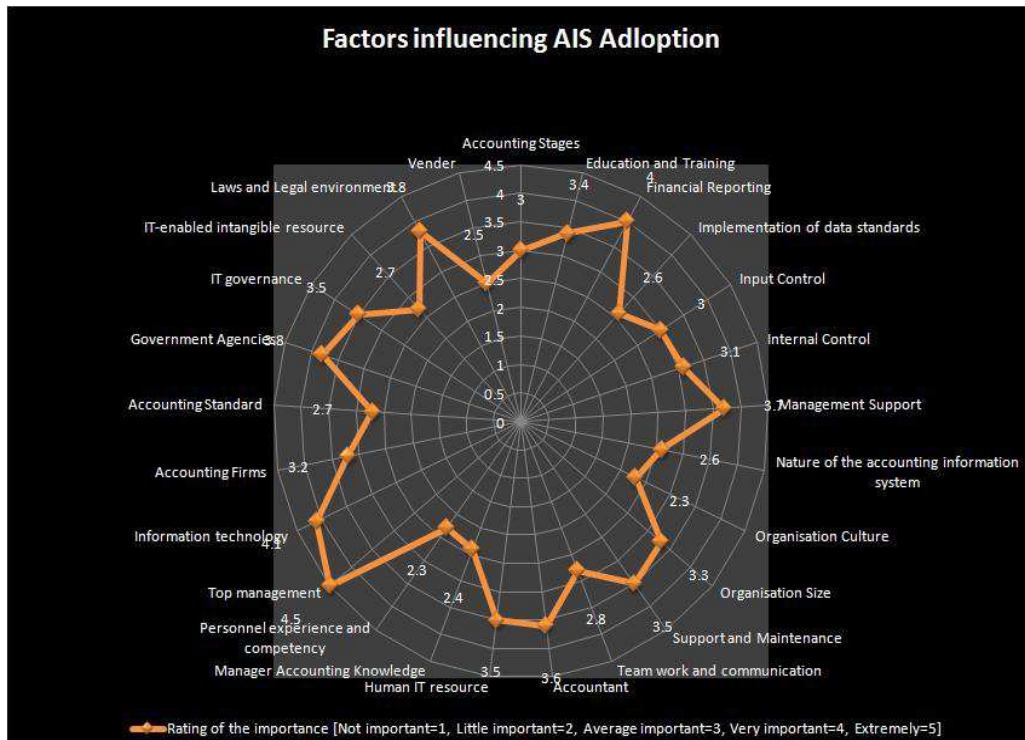 Factors influencing AIS Adloption
Accounting Stages
Vender
4.5
Education and Training
4
Laws and Legal environment
3.8
3.4
Financial Reporting
4
3
IT-enabled intangible resource
3.5
2.5
Implementation of data standards
3
2.7
2.6
IT governance
3.5
2.5
3
Input Control
2
Government Agencies
3.8
1.5
3.1
Internal Control
1
Accounting Standard
2.7
0.5
3.7
Management Support
0
Accounting Firms
3.2
2.6
Nature of the accounting information
system
2.3
Information technology
4.1
Organisation Culture
Top management
2.3
3.3
Organisation Size
4.5
2.4
2.8
3.5
Personnel experience and
competency
Support and Maintenance
Manager Accounting Knowledge
3.5
3.6
Team work and communication
Human IT resource
Accountant
Rating of the importance [Not important=1, Little important=2, Average important=3, Very important=4, Extremely=5]